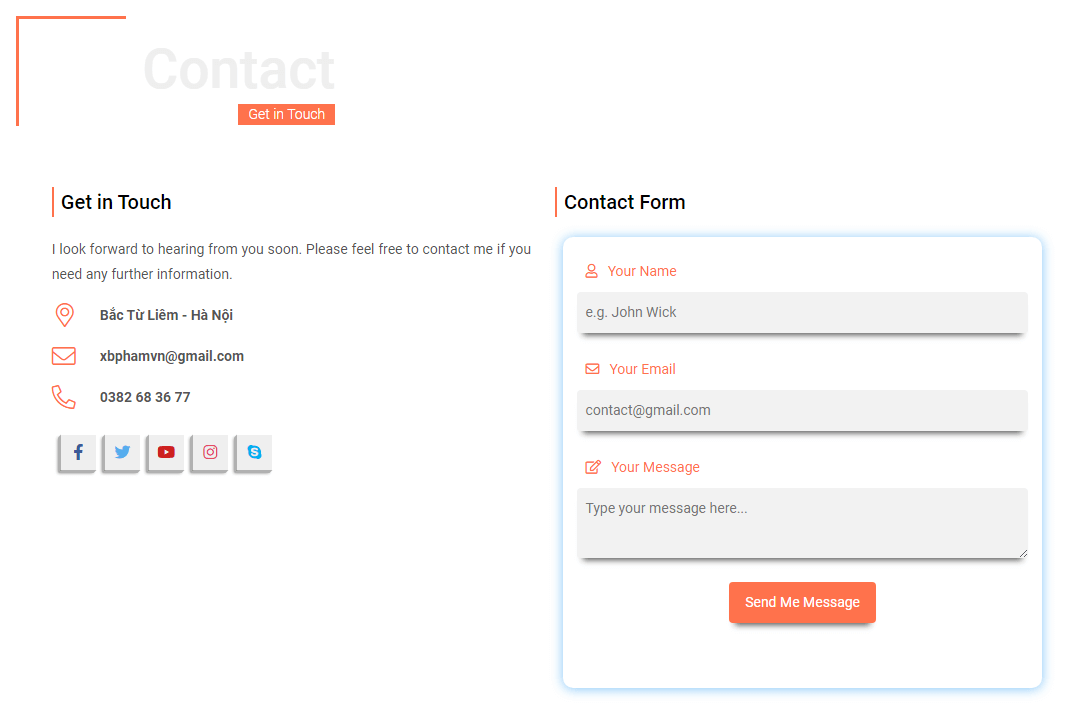 Contact
Get in Touch
Get in Touch
I look forward to hearing from you soon. Please feel free to contact me if you
need any further information.
Bắc Từ Liêm - Hà Nội
xbphamvn@gmail.com
0382 68 36 77
Contact Form
Your Name
e.g. John Wick
Your Email
contact@gmail.com
Your Message
Type your message here...
Send Me Message